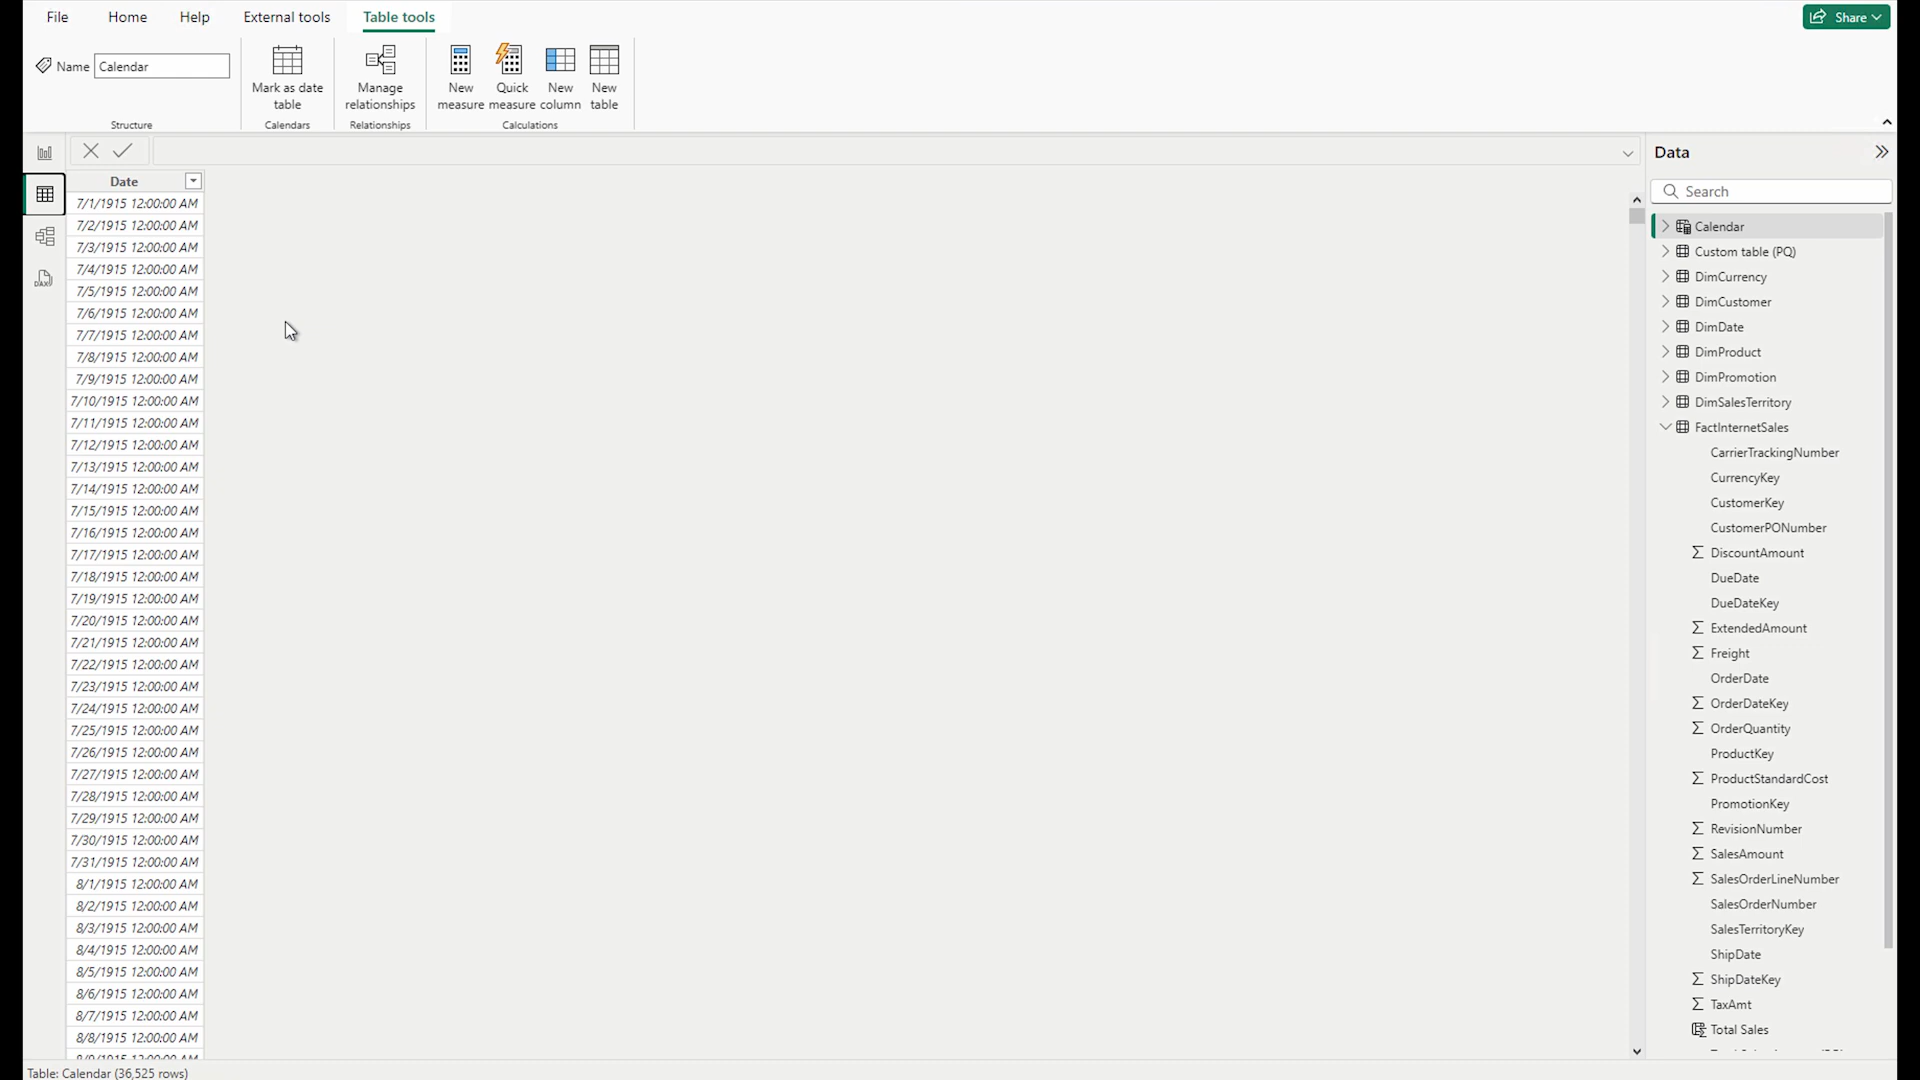 File Home Help External tools Table tools Share
Name Calendar
Mark as date table
Manage relationships
New measure
Quick measure
New column
New table
Structure Calendars Relationships Calculations
Data
Search
Date
7/1/1915 12:00:00 AM
7/2/1915 12:00:00 AM
7/3/1915 12:00:00 AM
7/4/1915 12:00:00 AM
7/5/1915 12:00:00 AM
7/6/1915 12:00:00 AM
7/7/1915 12:00:00 AM
7/8/1915 12:00:00 AM
7/9/1915 12:00:00 AM
7/10/1915 12:00:00 AM
7/11/1915 12:00:00 AM
7/12/1915 12:00:00 AM
7/13/1915 12:00:00 AM
7/14/1915 12:00:00 AM
7/15/1915 12:00:00 AM
7/16/1915 12:00:00 AM
7/17/1915 12:00:00 AM
7/18/1915 12:00:00 AM
7/19/1915 12:00:00 AM
7/20/1915 12:00:00 AM
7/21/1915 12:00:00 AM
7/22/1915 12:00:00 AM
7/23/1915 12:00:00 AM
7/24/1915 12:00:00 AM
7/25/1915 12:00:00 AM
7/26/1915 12:00:00 AM
7/27/1915 12:00:00 AM
7/28/1915 12:00:00 AM
7/29/1915 12:00:00 AM
7/30/1915 12:00:00 AM
7/31/1915 12:00:00 AM
8/1/1915 12:00:00 AM
8/2/1915 12:00:00 AM
8/3/1915 12:00:00 AM
8/4/1915 12:00:00 AM
8/5/1915 12:00:00 AM
8/6/1915 12:00:00 AM
8/7/1915 12:00:00 AM
8/8/1915 12:00:00 AM
Calendar
Custom table (PQ)
DimCurrency
DimCustomer
DimDate
DimProduct
DimPromotion
DimSalesTerritory
FactInternetSales
CarrierTrackingNumber
CurrencyKey
CustomerKey
CustomerPONumber
DiscountAmount
DueDate
DueDateKey
ExtendedAmount
Freight
OrderDate
OrderDateKey
OrderQuantity
ProductKey
ProductStandardCost
PromotionKey
RevisionNumber
SalesAmount
SalesOrderLineNumber
SalesOrderNumber
SalesTerritoryKey
ShipDate
ShipDateKey
TaxAmt
Total Sales
Table: Calendar (36,525 rows)